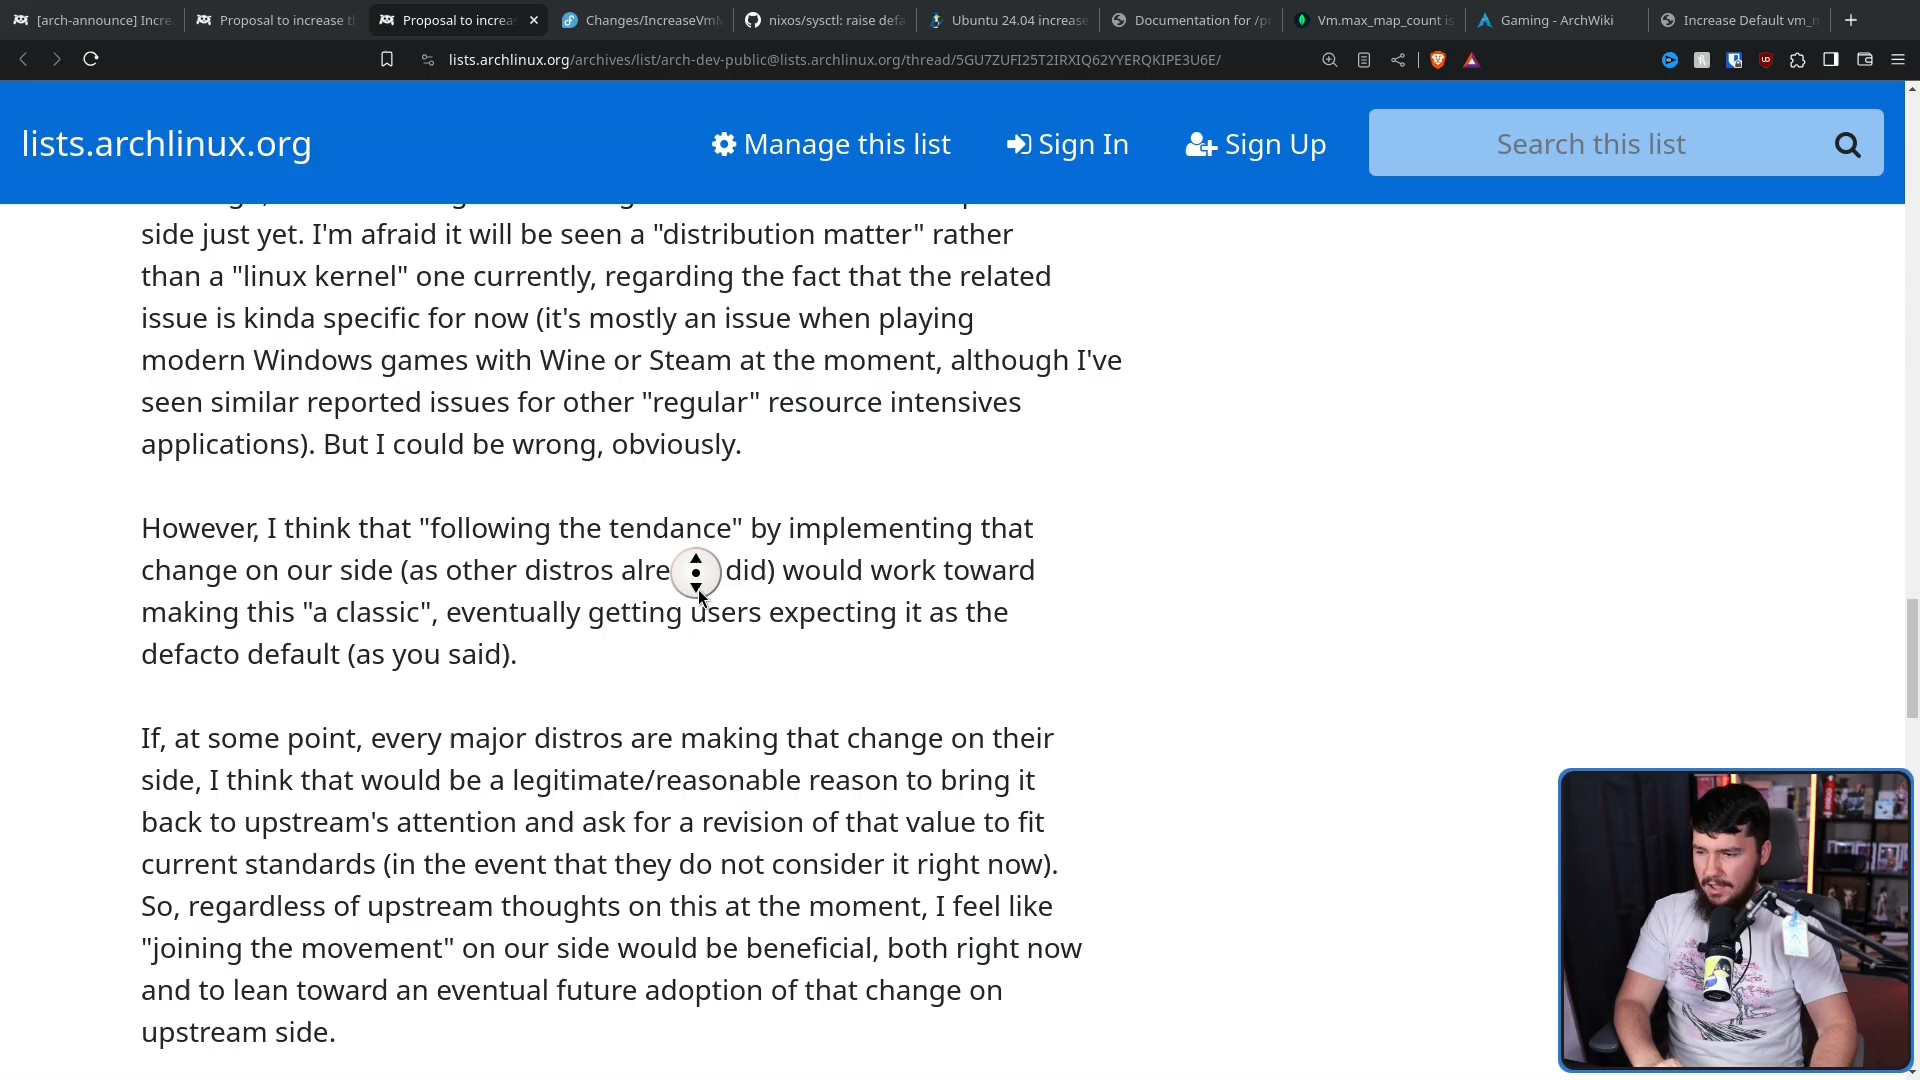 [arch-announce] Incre
Proposal to increase t
Proposal to increa
Changes/IncreaseVmM
nixos/sysctl: raise defa
Ubuntu 24.04 increase
Documentation for /pr
Vm.max_map_count is
Gaming - ArchWiki
Increase Default vm_m
lists.archlinux.org/archives/list/arch-dev-public@lists.archlinux.org/thread/5GU7ZUFI25T2IRXIQ62YYERQKIPE3U6E/
lists.archlinux.org
Manage this list
Sign In
Sign Up
Search this list
side just yet. I'm afraid it will be seen a "distribution matter" rather
than a "linux kernel" one currently, regarding the fact that the related
issue is kinda specific for now (it's mostly an issue when playing
modern Windows games with Wine or Steam at the moment, although I've
seen similar reported issues for other "regular" resource intensives
applications). But I could be wrong, obviously.
However, I think that "following the tendance" by implementing that
change on our side (as other distros alre did) would work toward
making this "a classic", eventually getting users expecting it as the
defacto default (as you said).
If, at some point, every major distros are making that change on their
side, I think that would be a legitimate/reasonable reason to bring it
back to upstream's attention and ask for a revision of that value to fit
current standards (in the event that they do not consider it right now).
So, regardless of upstream thoughts on this at the moment, I feel like
"joining the movement" on our side would be beneficial, both right now
and to lean toward an eventual future adoption of that change on
upstream side.